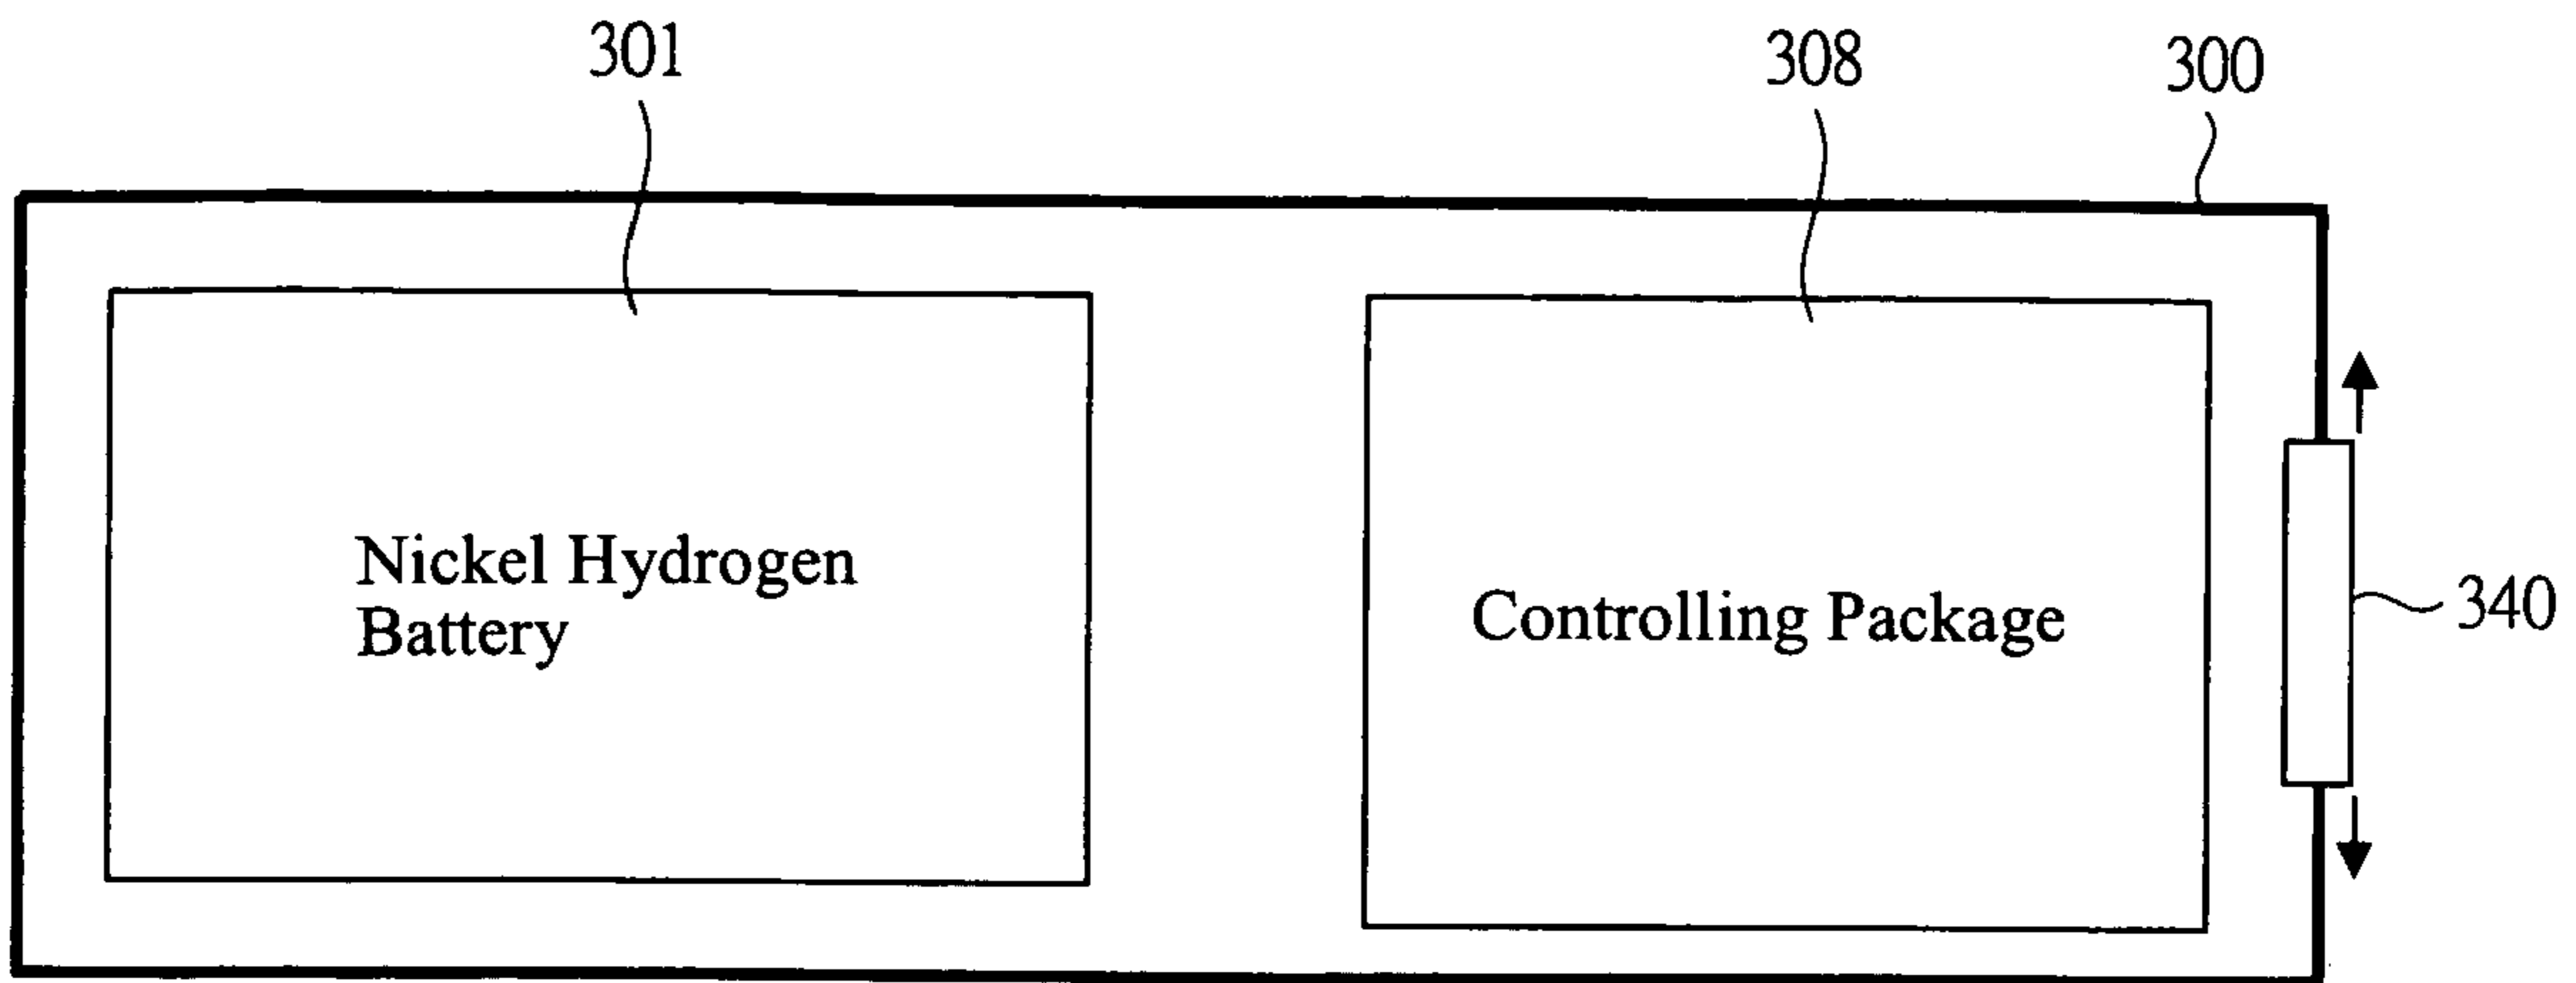 301
308
300
Nickel Hydrogen
Battery
Controlling Package
340